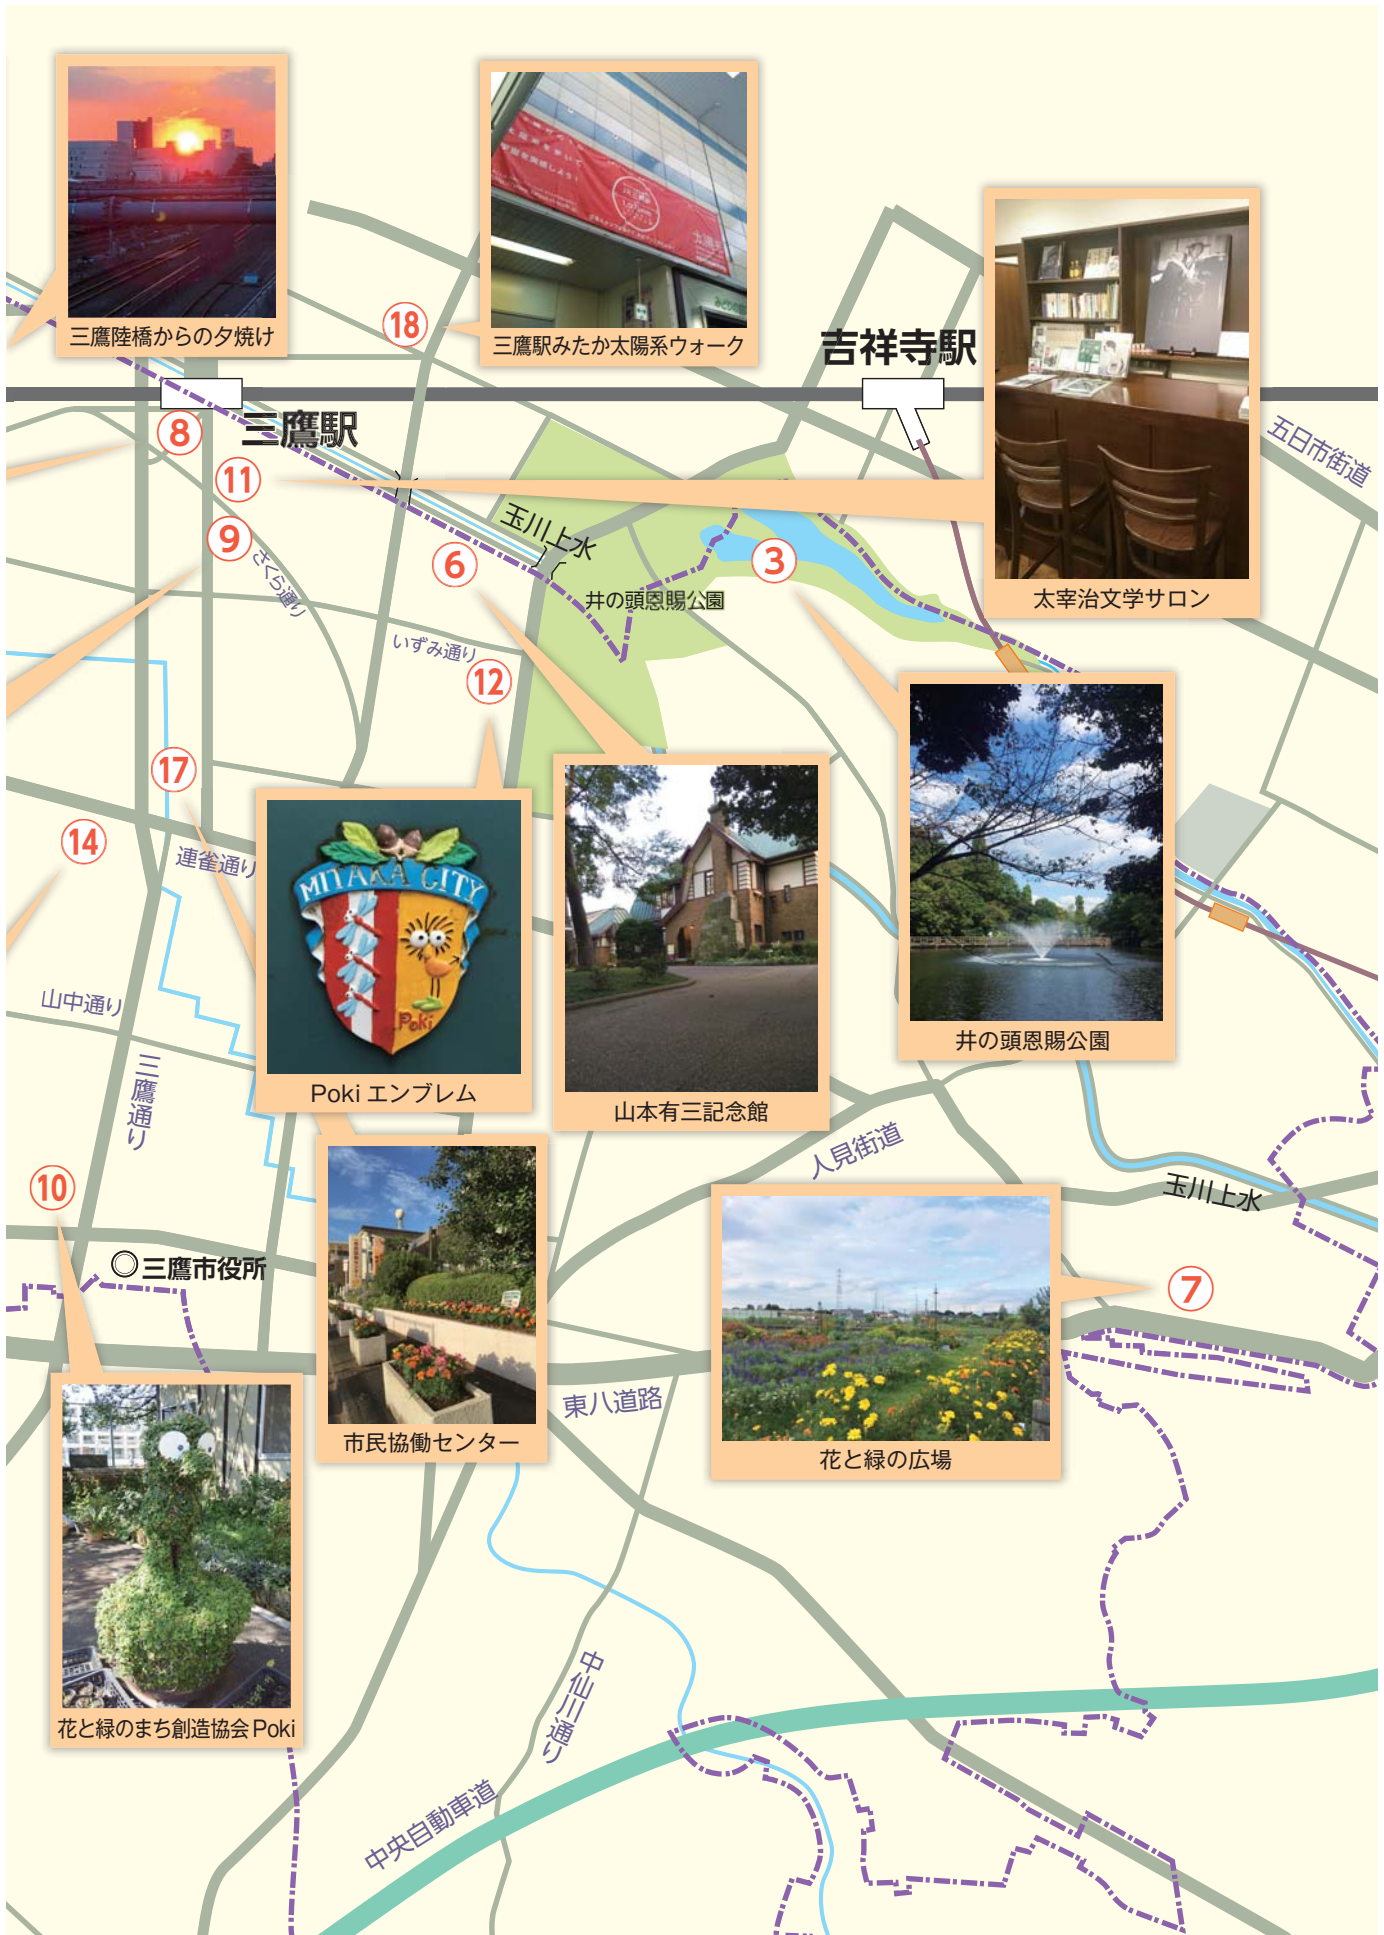 三鷹陸橋からの夕焼け
三鷹駅みたか太陽系ウォーク
18
吉祥寺駅
8
三鷹駅
五日市街道
11
玉川上水
9
6
3
さくら通り
井の頭恩賜公園
太宰治文学サロン
いずみ通り
12
17
14
連雀通り
MITAKA CITY
Poki
山中通り
井の頭恩賜公園
Poki エンブレム
山本有三記念館
三鷹通り
人見街道
10
玉川上水
三鷹市役所
7
東八道路
市民協働センター
花と緑の広場
中仙川通り
花と緑のまち創造協会 Poki
中央自動車道